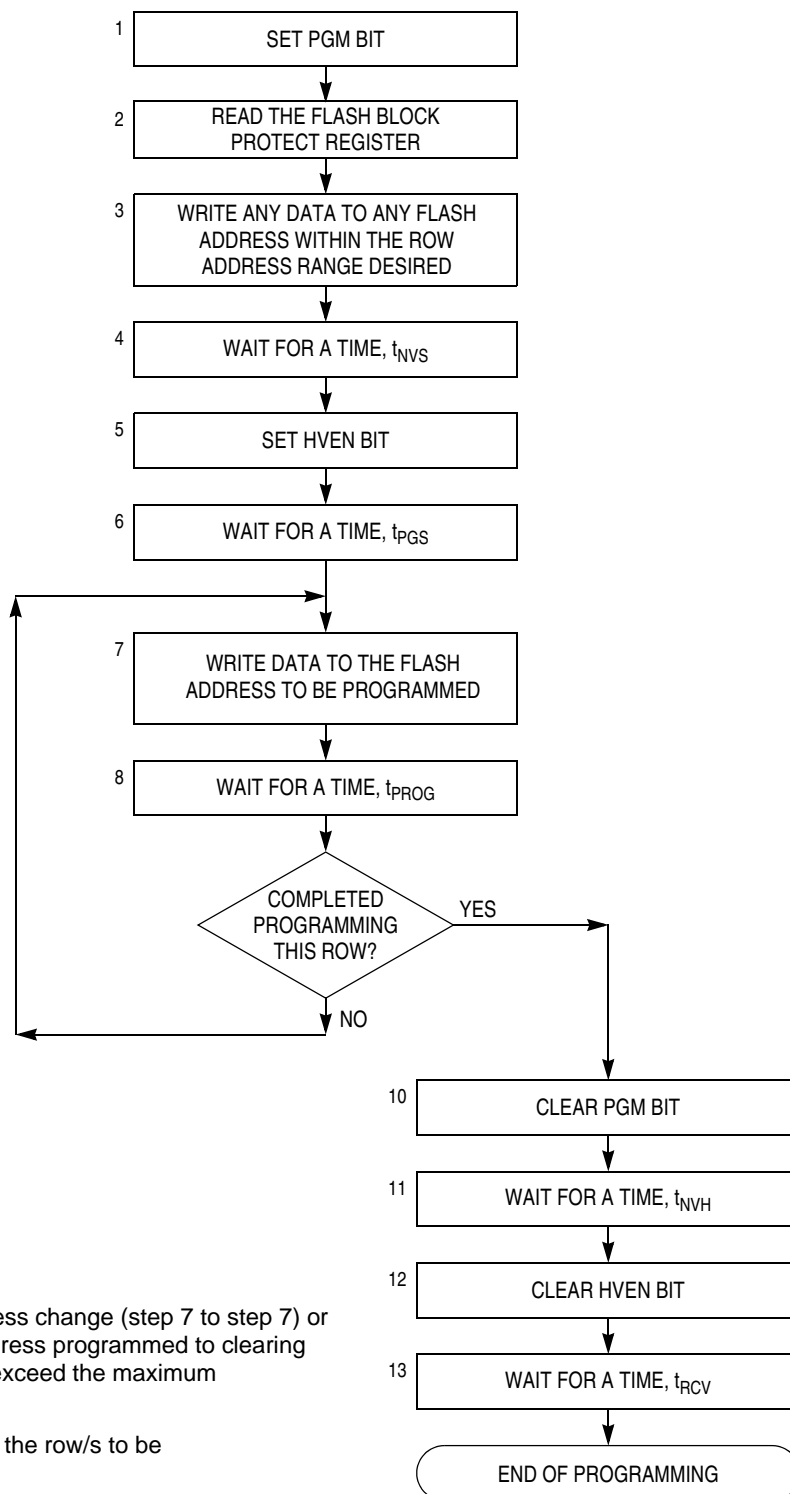 1
SET PGM BIT
2
READ THE FLASH BLOCK
PROTECT REGISTER
3
WRITE ANY DATA TO ANY FLASH
ADDRESS WITHIN THE ROW
ADDRESS RANGE DESIRED
4
WAIT FOR A TIME, tNVS
5
SET HVEN BIT
6
WAIT FOR A TIME, tPGS
7
WRITE DATA TO THE FLASH
ADDRESS TO BE PROGRAMMED
8
WAIT FOR A TIME, tPROG
COMPLETED
PROGRAMMING
THIS ROW?
YES
NO
10
CLEAR PGM BIT
11
WAIT FOR A TIME, tNVH
12
CLEAR HVEN BIT
13
WAIT FOR A TIME, tRCV
END OF PROGRAMMING
ess change (step 7 to step 7) or
ress programmed to clearing
exceed the maximum
the row/s to be